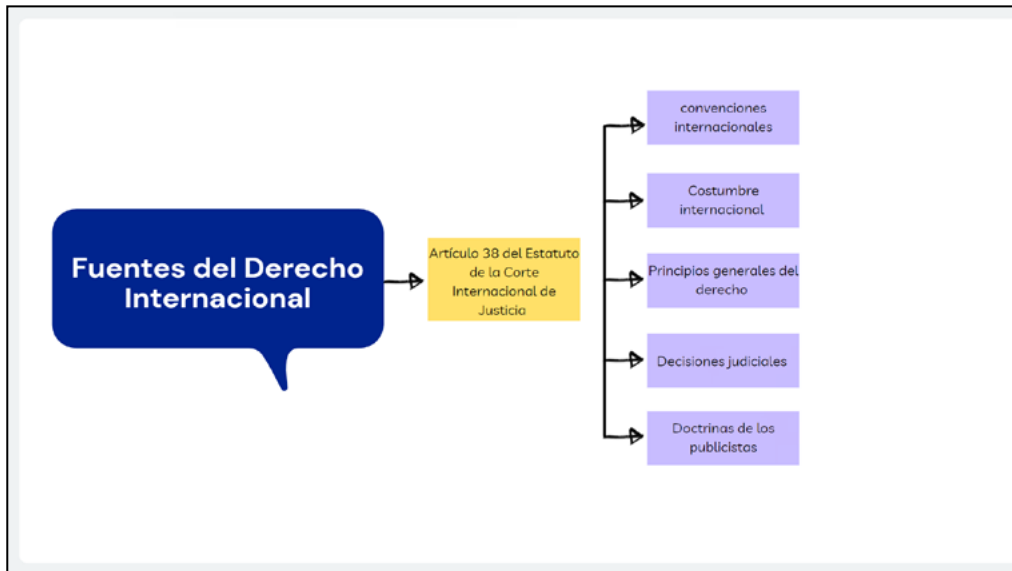 Fuentes del Derecho
Internacional
Artículo 38 del Estatuto
de la Corte
Internacional de
Justicia
convenciones
internacionales
Costumbre
internacional
Principios generales del
derecho
Decisiones judiciales
Doctrinas de los
publicistas